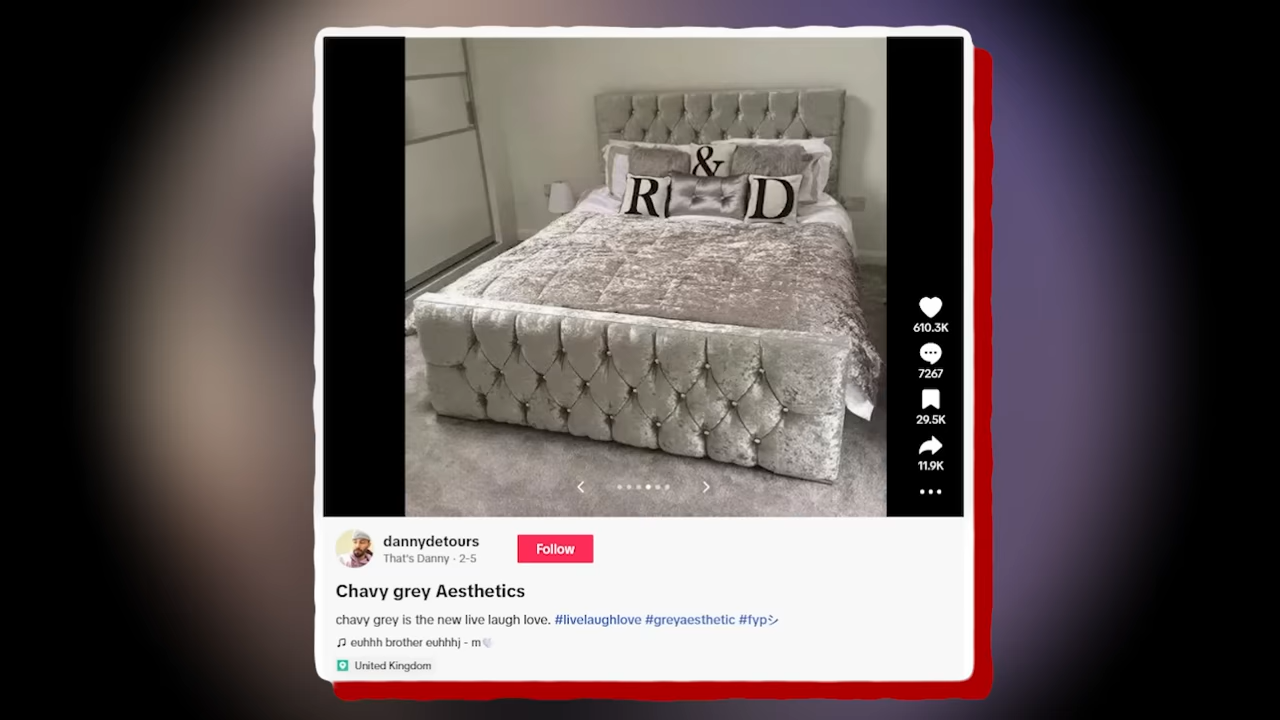 &
R D
610.3K
7267
29.5K
11.9K
dannydetours
That's Danny · 2-5
Follow
Chavy grey Aesthetics
chavy grey is the new live laugh love. #livelaughlove #greyaesthetic #fypシ
euhhh brother euhhhj - m
United Kingdom